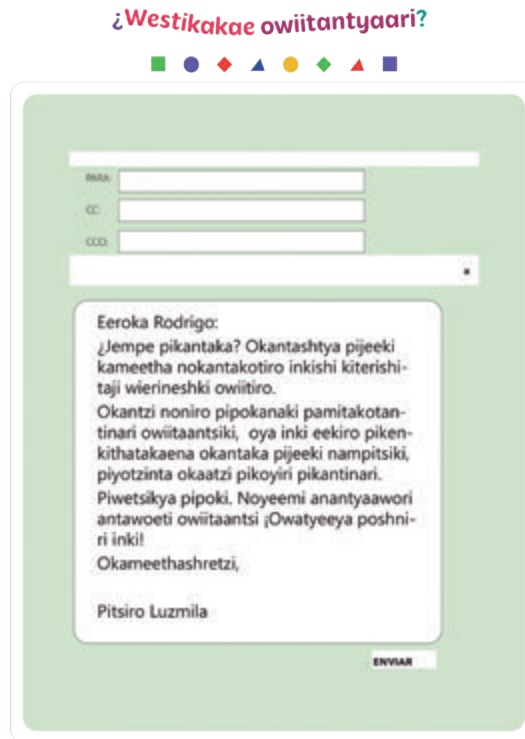 ¿Westikakae owiitantyaari?
PARA:
CC:
CCO:
Eeroka Rodrigo:
¿Jempe pikantaka? Okantashtya pijeeki
kameetha nokantakotiro inkishi kiterishi-
taji wierineshki owiitiro.
Okantzi noniro pipokanaki pamitakotan-
tinari owiitaantsiki, oya inki eekiro piken-
kithatakaena okantaka pijeeki nampitsiki,
piyotzinta okaatzi pikoyiri pikantinari.
Piwetsikya pipoki. Noyeemi anantyaawori
antawoeti owiitaantsi ¡Owatyeeya poshni-
ri inki!
Okameethashretzi,
Pitsiro Luzmila
ENVIAR